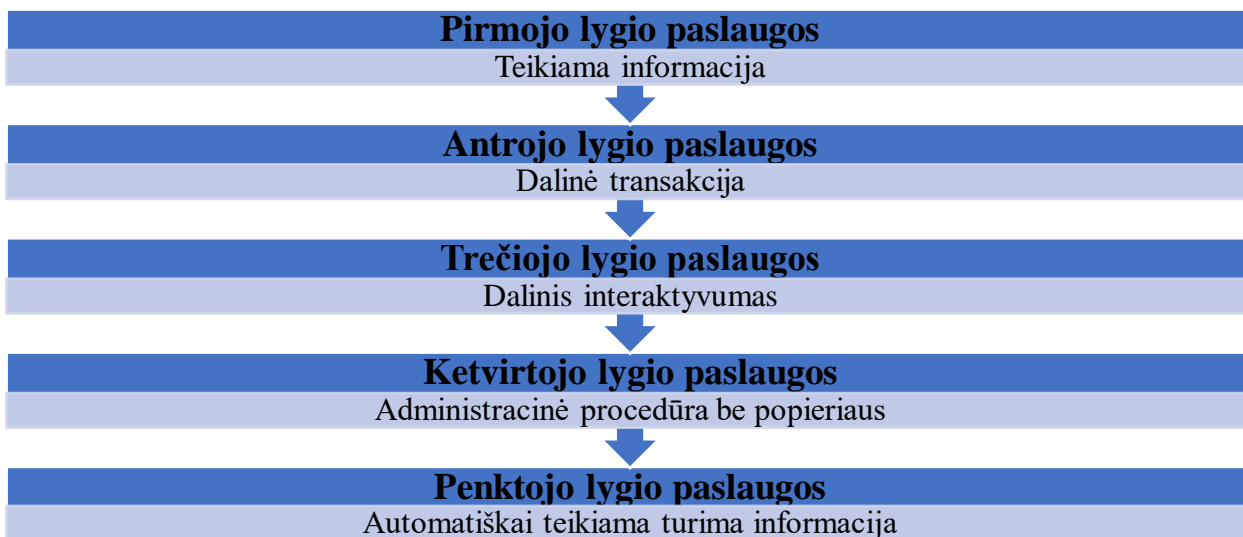 Pirmojo lygio paslaugos
Teikiama informacija
Antrojo lygio paslaugos
Dalinė transakcija
Trečiojo lygio paslaugos
Dalinis interaktyvumas
Ketvirtojo lygio paslaugos
Administracinė procedūra be popieriaus
Penktojo lygio paslaugos
Automatiškai teikiama turima informacija